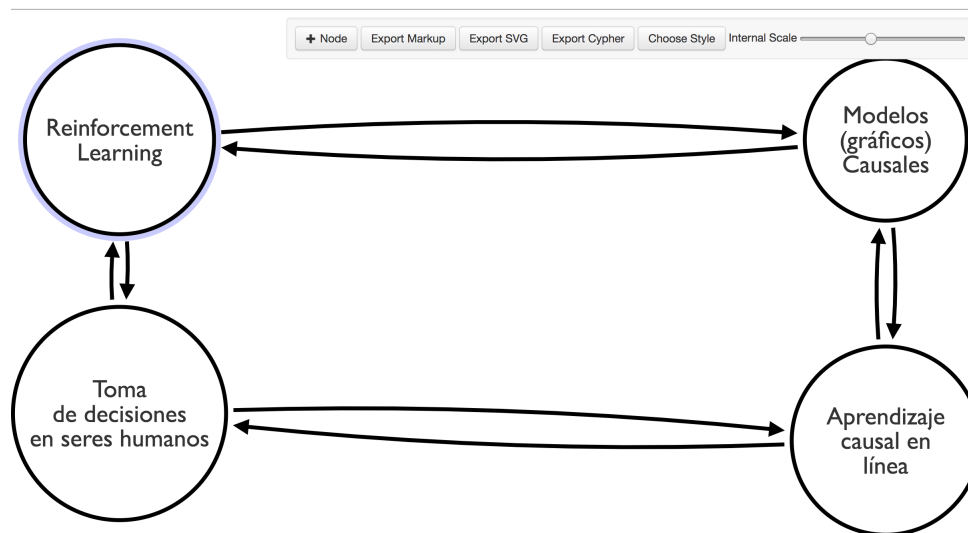 + Node Export Markup Export SVG Export Cypher Choose Style Internal Scale
Reinforcement
Learning
Modelos
(gráficos)
Causales
Toma
de decisiones
en seres humanos
Aprendizaje
causal en
línea